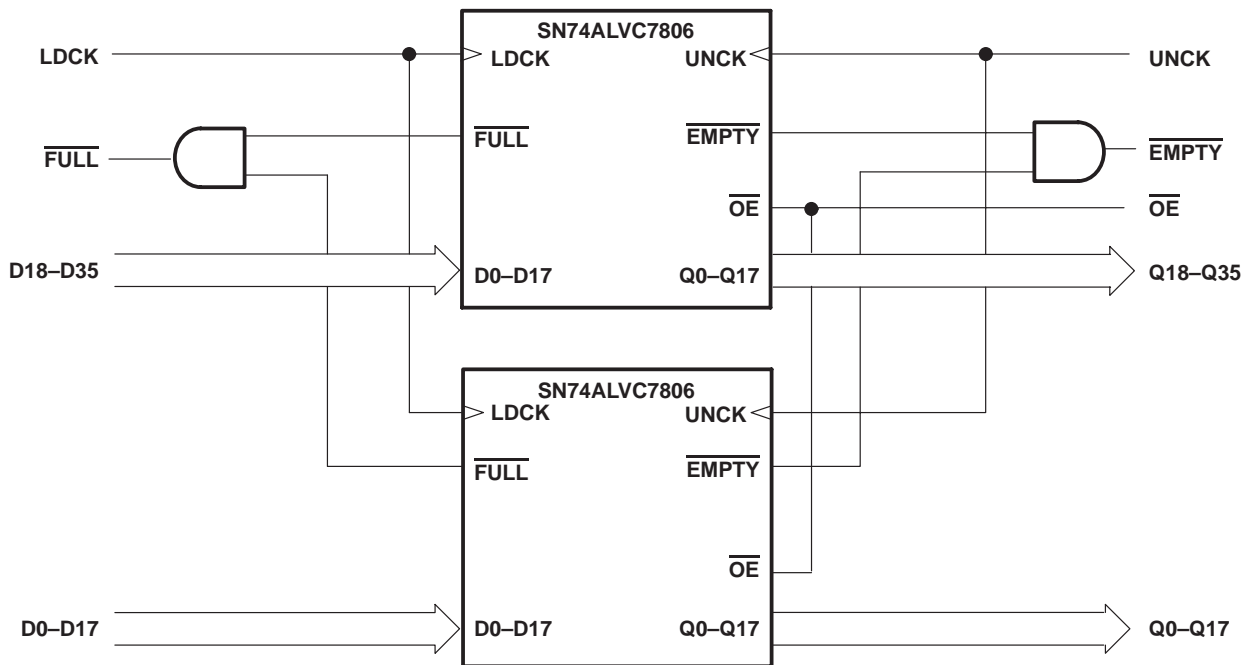 SN74ALVC7806
LDCK
LDCK
UNCK
UNCK
FULL
FULL
EMPTY
EMPTY
OE
OE
D18–D35
D0–D17
Q0–Q17
Q18–Q35
SN74ALVC7806
LDCK
UNCK
FULL
EMPTY
OE
D0–D17
D0–D17
Q0–Q17
Q0–Q17